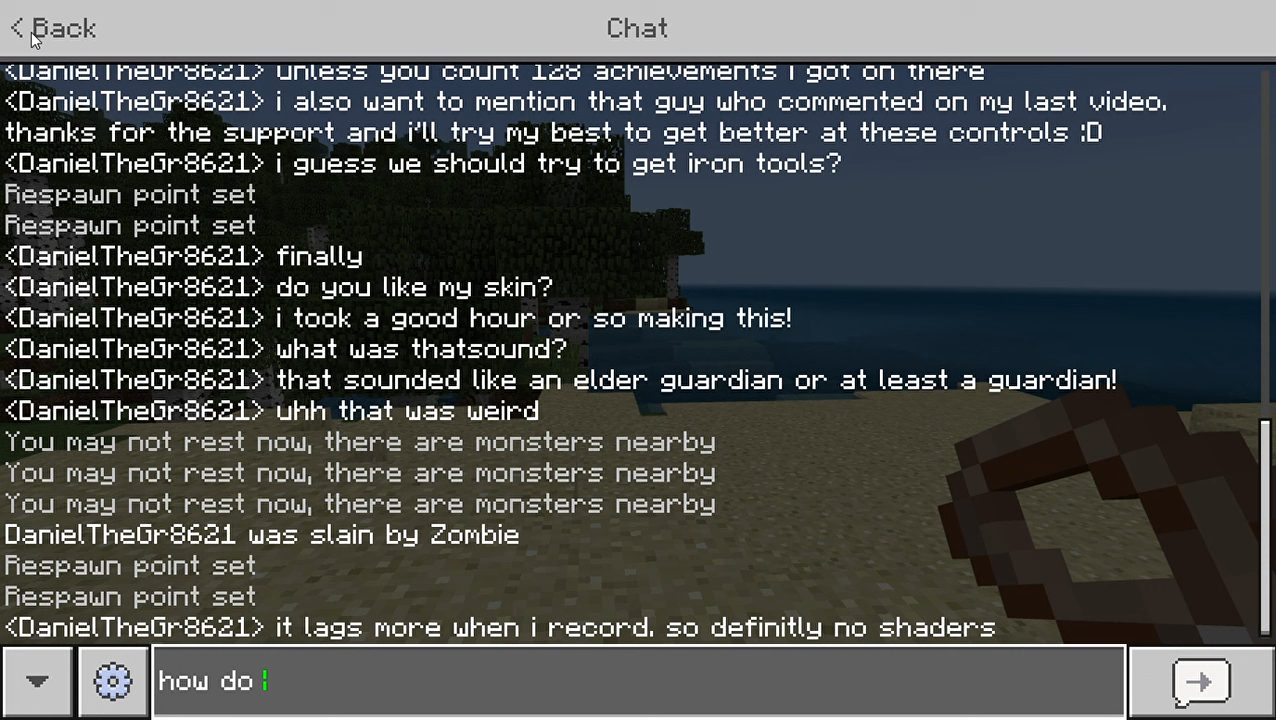 < Back
Chat
<DanielTheGr8621> unless you count 128 achievements i got on there
<DanielTheGr8621> i also want to mention that guy who commented on my last video.
thanks for the support and i'll try my best to get better at these controls :D
<DanielTheGr8621> i guess we should try to get iron tools?
Respawn point set
Respawn point set
<DanielTheGr8621> finally
<DanielTheGr8621> do you like my skin?
<DanielTheGr8621> i took a good hour or so making this!
<DanielTheGr8621> what was thatsound?
<DanielTheGr8621> that sounded like an elder guardian or at least a guardian!
<DanielTheGr8621> uhh that was weird
You may not rest now, there are monsters nearby
You may not rest now, there are monsters nearby
You may not rest now, there are monsters nearby
DanielTheGr8621 was slain by Zombie
Respawn point set
Respawn point set
<DanielTheGr8621> it lags more when i record. so definitly no shaders
how do